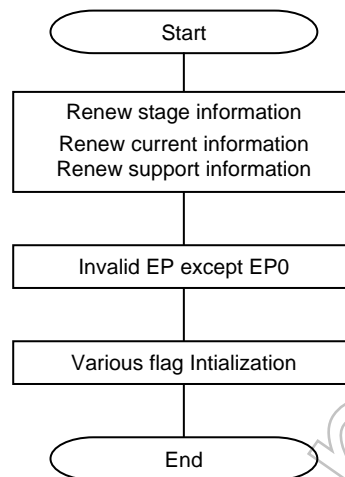 Start
Renew stage information
Renew current information
Renew support information
Invalid EP except EP0
Various flag Intialization
End